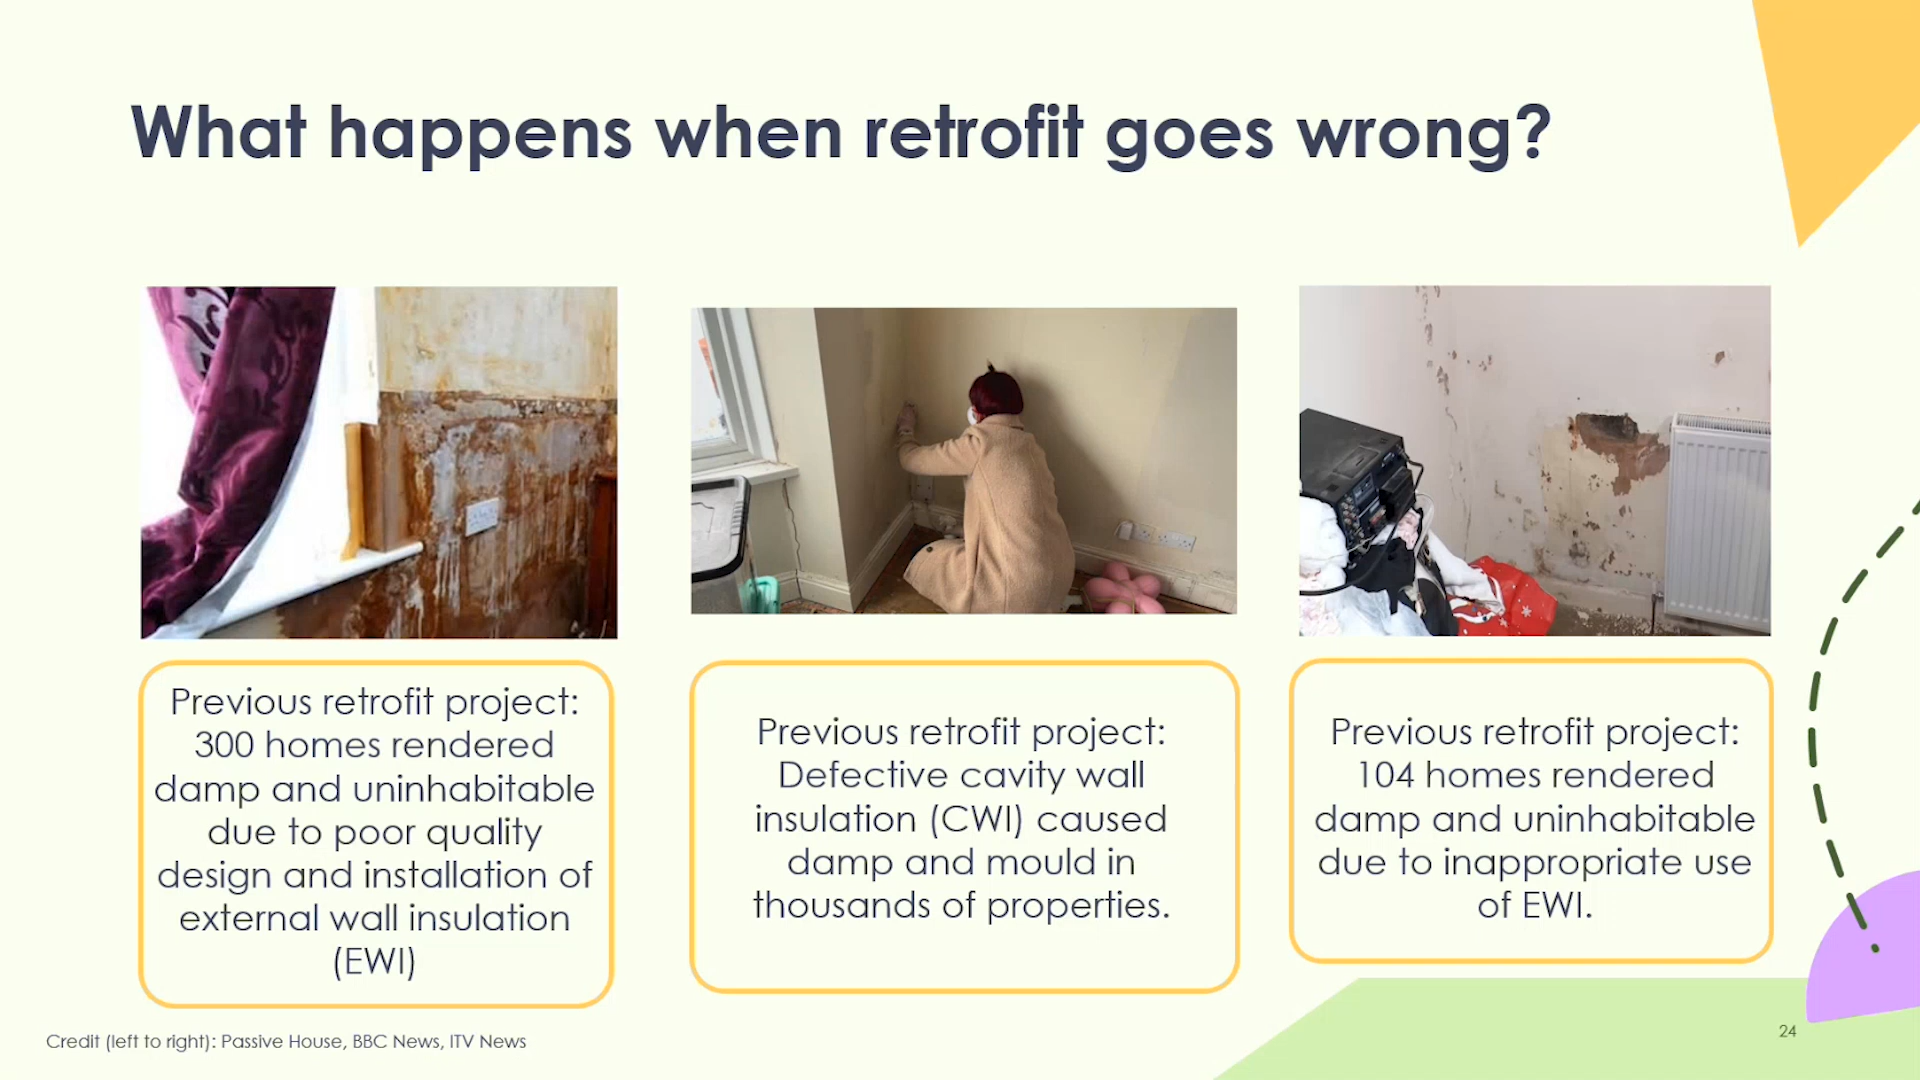 What happens when retrofit goes wrong?
Previous retrofit project:
300 homes rendered
damp and uninhabitable
due to poor quality
design and installation of
external wall insulation
(EWI)
Previous retrofit project:
Defective cavity wall
insulation (CWI) caused
damp and mould in
thousands of properties.
Previous retrofit project:
104 homes rendered
damp and uninhabitable
due to inappropriate use
of EWI.
Credit (left to right): Passive House, BBC News, ITV News
24